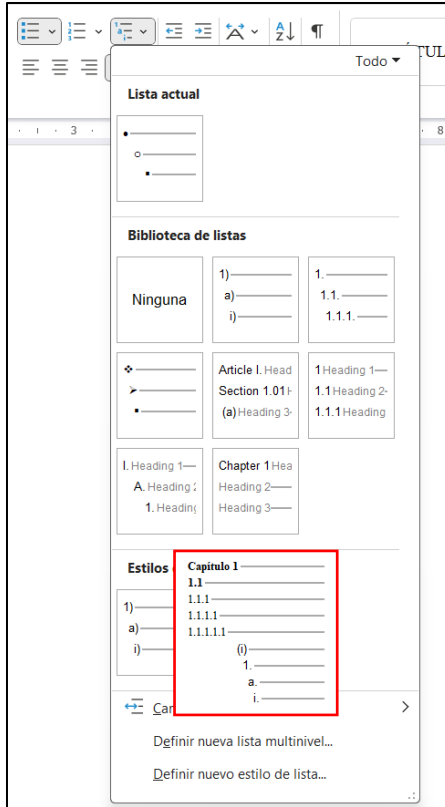 TUL
Todo
3 8
Lista actual
Biblioteca de listas
Ninguna
1)
a)
i)
1.
1.1.
1.1.1.
Article I. Head
Section 1.01
(a) Heading 3
1 Heading 1
1.1 Heading 2
1.1.1 Heading
I. Heading 1
A. Heading 2
1. Heading
Chapter 1 Hea
Heading 2
Heading 3
Estilos
1)
a)
i)
Capítulo 1
1.1
1.1.1
1.1.1.1
1.1.1.1.1
(i)
1.
a.
i.
Definir nueva lista multinivel...
Definir nuevo estilo de lista...